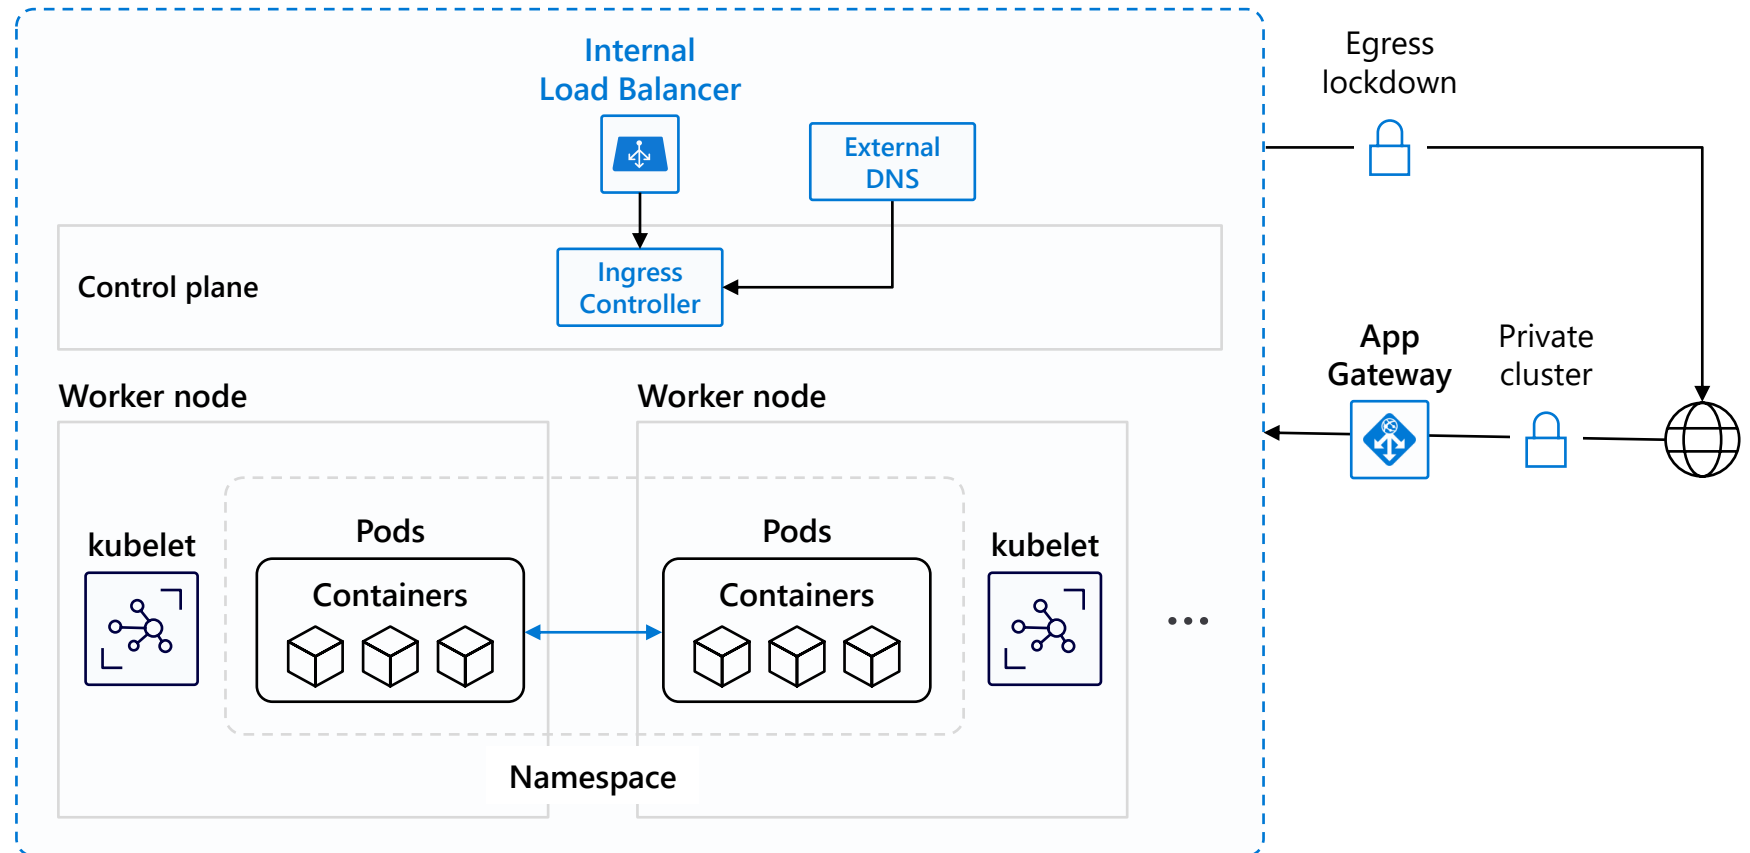 Internal
Load Balancer
External
DNS
Ingress
Controller
Control plane
Egress
lockdown
App
Gateway
Private
cluster
Worker node
Worker node
kubelet
Pods
Containers
Pods
Containers
kubelet
...
Namespace